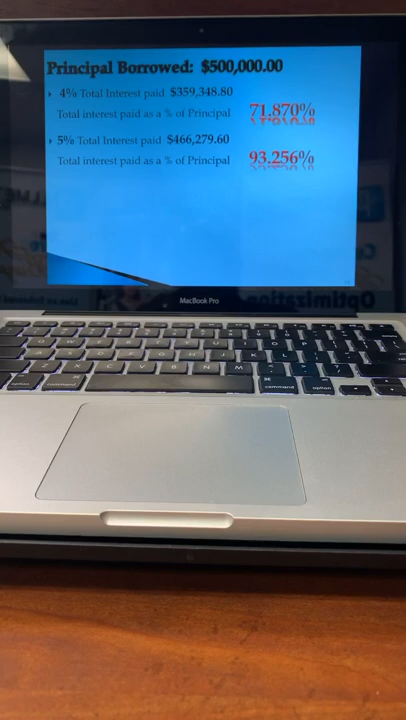 Principal Borrowed: $500,000.00
4% Total Interest paid $359,348.80
Total interest paid as a % of Principal 71.870%
5% Total Interest paid $466,279.60
Total interest paid as a % of Principal 93.256%
MacBook Pro
Optimization
Q W E R T Y U I O P
A S D F G H J K L
Z X C V B N M
option command command option